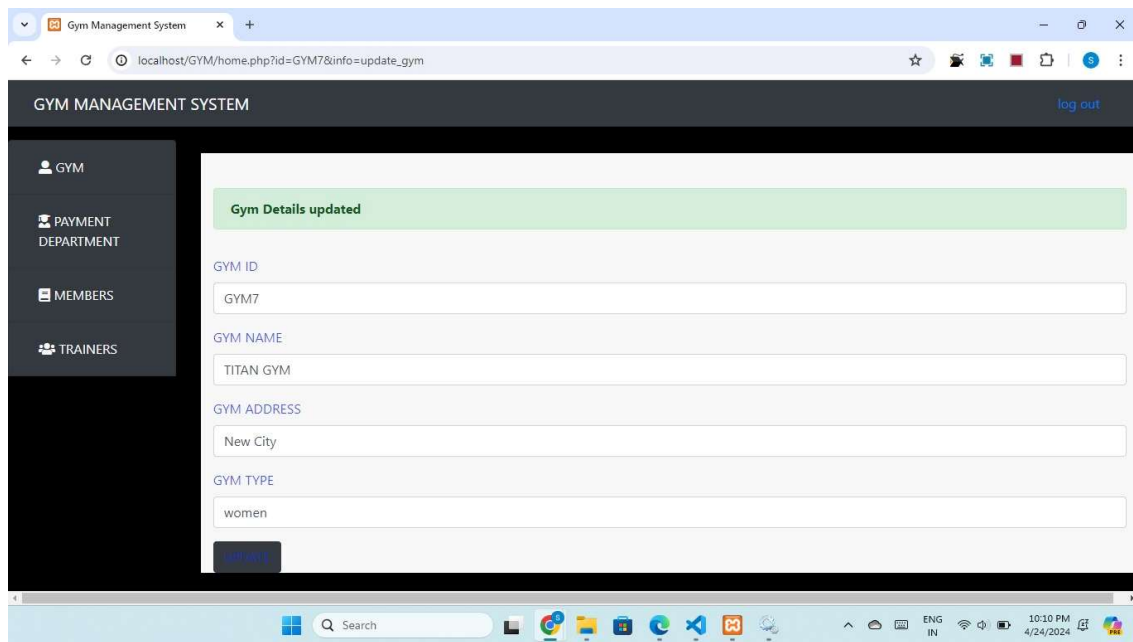 Gym Management System
localhost/GYM/home.php?id=GYM7&info=update_gym
S
GYM MANAGEMENT SYSTEM
log out
GYM
PAYMENT
DEPARTMENT
MEMBERS
TRAINERS
Gym Details updated
GYM ID
GYM7
GYM NAME
TITAN GYM
GYM ADDRESS
New City
GYM TYPE
women
UPDATE
Search
ENG
IN
10:10 PM
4/24/2024
PRE